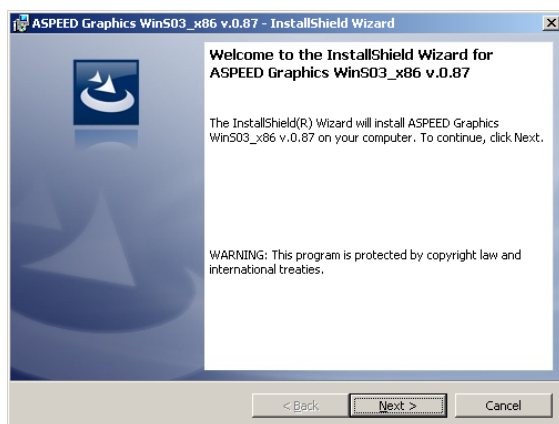 ASPEED Graphics WinS03_x86 v.0.87 - InstallShield Wizard
Welcome to the InstallShield Wizard for
ASPEED Graphics WinS03_x86 v.0.87
The InstallShield(R) Wizard will install ASPEED Graphics
WinS03_x86 v.0.87 on your computer. To continue, click Next.
WARNING: This program is protected by copyright law and
international treaties.
< Back
Next >
Cancel